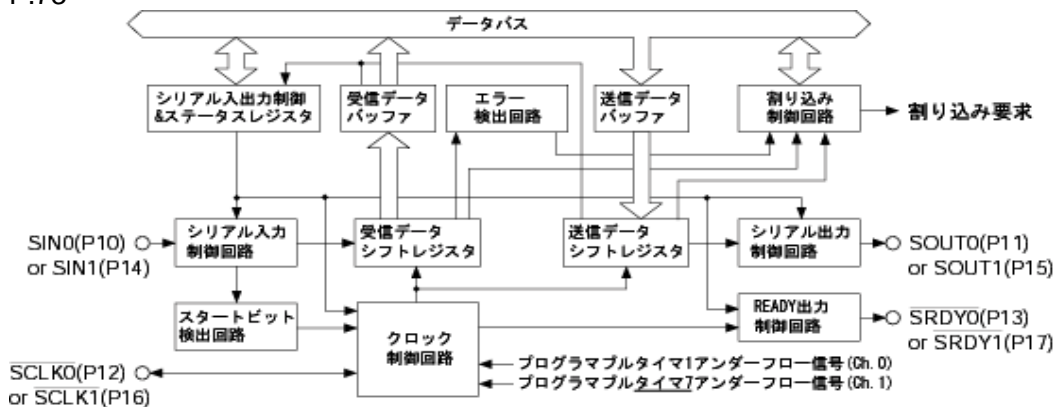 データバス
シリアル入出力制御
&ステータスレジスタ
受信データ
バッファ
エラー
検出回路
送信データ
バッファ
割り込み
制御回路
割り込み要求
SIN0(P10)
or SIN1(P14)
シリアル入力
制御回路
受信データ
シフトレジスタ
送信データ
シフトレジスタ
シリアル出力
制御回路
SOUT0(P11)
or SOUT1(P15)
スタートビット
検出回路
クロック
制御回路
READY出力
制御回路
SRDY0(P13)
or SRDY1(P17)
SCLK0(P12)
or SCLK1(P16)
プログラマブルタイマ1アンダーフロー信号(Ch.0)
プログラマブルタイマ7アンダーフロー信号(Ch.1)